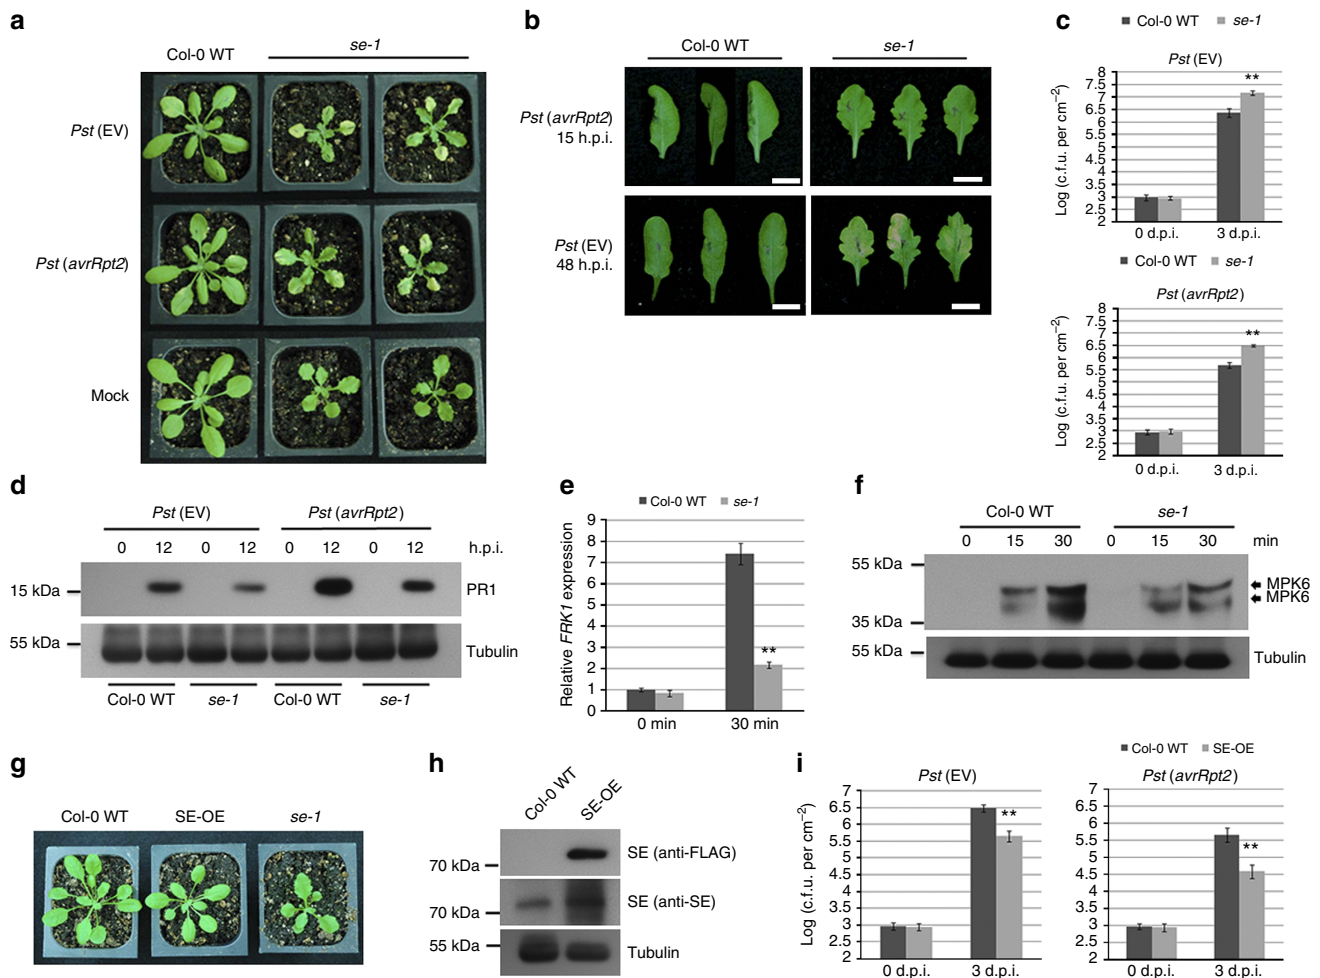 a
Col-0 WT
se-1
Pst (EV)
Pst (avrRpt2)
Mock
b
Col-0 WT
se-1
Pst (avrRpt2)
15 h.p.i.
Pst (EV)
48 h.p.i.
c
Col-0 WT
se-1
Pst (EV)
Log (c.f.u. per cm−2)
8
7.5
7
6.5
6
5.5
5
4.5
4
3.5
3
2.5
2
0 d.p.i.
3 d.p.i.
**
Col-0 WT
se-1
Pst (avrRpt2)
Log (c.f.u. per cm−2)
8
7.5
7
6.5
6
5.5
5
4.5
4
3.5
3
2.5
2
0 d.p.i.
3 d.p.i.
**
d
Pst (EV)
Pst (avrRpt2)
0 12 0 12 0 12 0 12 h.p.i.
15 kDa
PR1
55 kDa
Tubulin
Col-0 WT
se-1
Col-0 WT
se-1
e
Col-0 WT
se-1
Relative FRK1 expression
9
8
7
6
5
4
3
2
1
0
**
0 min
30 min
f
Col-0 WT
se-1
0 15 30 0 15 30 min
55 kDa
MPK6
MPK6
35 kDa
55 kDa
Tubulin
g
Col-0 WT
SE-OE
se-1
h
Col-0 WT
SE-OE
70 kDa
SE (anti-FLAG)
70 kDa
SE (anti-SE)
55 kDa
Tubulin
i
Col-0 WT
SE-OE
Pst (EV)
Log (c.f.u. per cm−2)
7
6.5
6
5.5
5
4.5
4
3.5
3
2.5
2
**
0 d.p.i.
3 d.p.i.
Pst (avrRpt2)
7
6.5
6
5.5
5
4.5
4
3.5
3
2.5
2
**
0 d.p.i.
3 d.p.i.